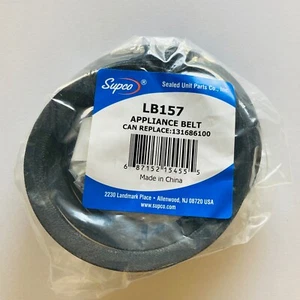 Supco
Sealed Unit Parts Co., Inc.
LB157
APPLIANCE BELT
CAN REPLACE:131686100
6 87152 15455 5
Made in China
2230 Landmark Place • Allenwood, NJ 08720 USA
www.supco.com